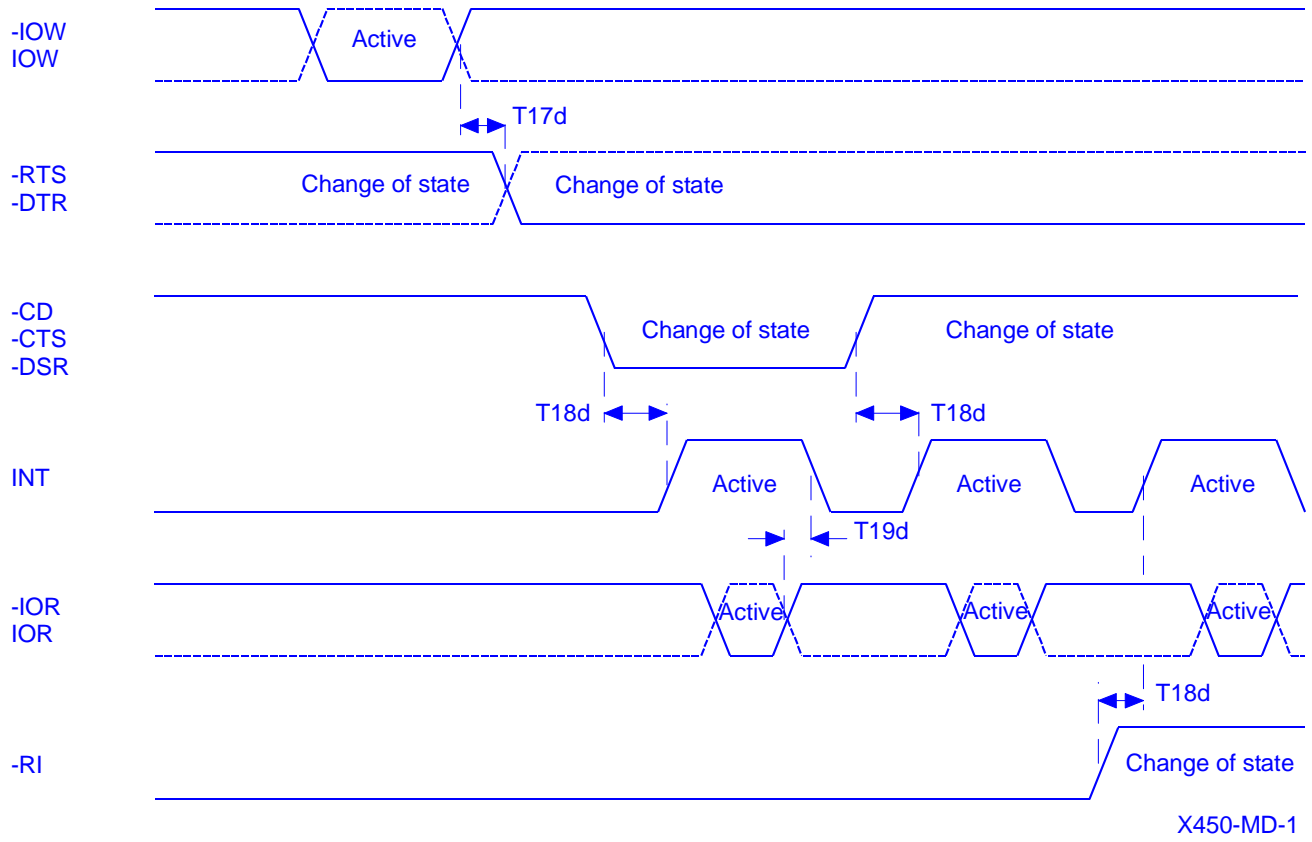 -IOW
IOW
Active
T17d
-RTS
-DTR
Change of state
Change of state
-CD
-CTS
-DSR
Change of state
Change of state
T18d
T18d
INT
Active
Active
Active
T19d
-IOR
IOR
Active
Active
Active
T18d
-RI
Change of state
X450-MD-1